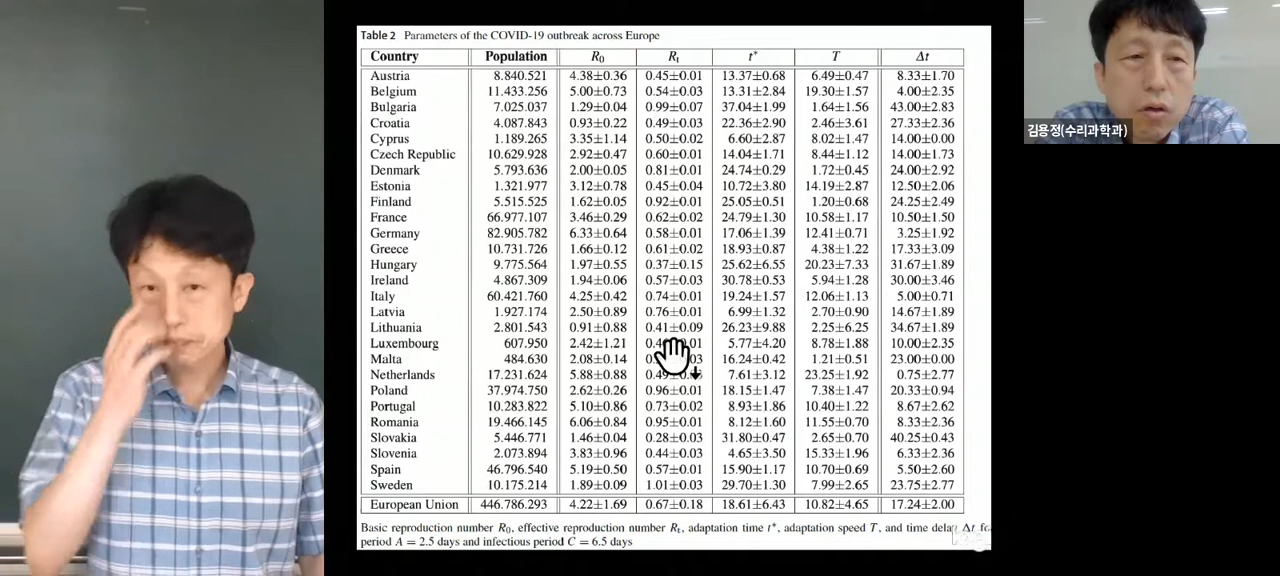 Table 2 Parameters of the COVID-19 outbreak across Europe
Country Population R₀ Rₜ t* T Δt
Austria 8.840.521 4.38±0.36 0.45±0.01 13.37±0.68 6.49±0.47 8.33±1.70
Belgium 11.433.256 5.00±0.73 0.54±0.03 13.31±2.84 19.30±1.57 4.00±2.35
Bulgaria 7.025.037 1.29±0.04 0.99±0.07 37.04±1.99 1.64±1.56 43.00±2.83
Croatia 4.087.843 0.93±0.22 0.49±0.03 22.36±2.90 2.46±3.61 27.33±2.36
Cyprus 1.189.265 3.35±1.14 0.50±0.02 6.60±2.87 8.02±1.47 14.00±0.00
Czech Republic 10.629.928 2.92±0.47 0.60±0.01 14.04±1.71 8.44±1.12 14.00±1.73
Denmark 5.793.636 2.00±0.05 0.81±0.01 24.74±0.29 1.72±0.45 24.00±2.92
Estonia 1.321.977 3.12±0.78 0.45±0.04 10.72±3.80 14.19±2.87 12.50±2.06
Finland 5.515.525 1.62±0.05 0.92±0.01 25.05±0.51 1.20±0.68 24.25±2.49
France 66.977.107 3.46±0.29 0.62±0.02 24.79±1.30 10.58±1.17 10.50±1.50
Germany 82.905.782 6.33±0.64 0.58±0.01 17.06±1.39 12.41±0.71 3.25±1.92
Greece 10.731.726 1.66±0.12 0.61±0.02 18.93±0.87 4.38±1.22 17.33±3.09
Hungary 9.775.564 1.97±0.55 0.37±0.15 25.62±6.55 20.23±7.33 31.67±1.89
Ireland 4.867.309 1.94±0.06 0.57±0.03 30.78±0.53 5.94±1.28 30.00±3.46
Italy 60.421.760 4.25±0.42 0.74±0.01 19.24±1.57 12.06±1.13 5.00±0.71
Latvia 1.927.174 2.50±0.89 0.76±0.01 6.99±1.32 2.70±0.90 14.67±1.89
Lithuania 2.801.543 0.91±0.88 0.41±0.09 26.23±9.88 2.25±6.25 34.67±1.89
Luxembourg 607.950 2.42±1.21 5.77±4.20 8.78±1.88 10.00±2.35
Malta 484.630 2.08±0.14 16.24±0.42 1.21±0.51 23.00±0.00
Netherlands 17.231.624 5.88±0.88 7.61±3.12 23.25±1.92 0.75±2.77
Poland 37.974.750 2.62±0.26 0.96±0.01 18.15±1.47 7.38±1.47 20.33±0.94
Portugal 10.283.822 5.10±0.86 0.73±0.02 8.93±1.86 10.40±1.22 8.67±2.62
Romania 19.466.145 6.06±0.84 0.95±0.01 8.12±1.60 11.55±0.70 8.33±2.36
Slovakia 5.446.771 1.46±0.04 0.28±0.03 31.80±0.47 2.65±0.70 40.25±0.43
Slovenia 2.073.894 3.83±0.96 0.44±0.03 4.65±3.50 15.33±1.96 6.33±2.36
Spain 46.796.540 5.19±0.50 0.57±0.01 15.90±1.17 10.70±0.69 5.50±2.60
Sweden 10.175.214 1.89±0.09 1.01±0.03 29.70±1.30 7.99±2.65 23.75±2.77
European Union 446.786.293 4.22±1.69 0.67±0.18 18.61±6.43 10.82±4.65 17.24±2.00
Basic reproduction number R₀, effective reproduction number Rₜ, adaptation time t*, adaptation speed T, and time delay Δt
period A = 2.5 days and infectious period C = 6.5 days
김용정(수리과학과)